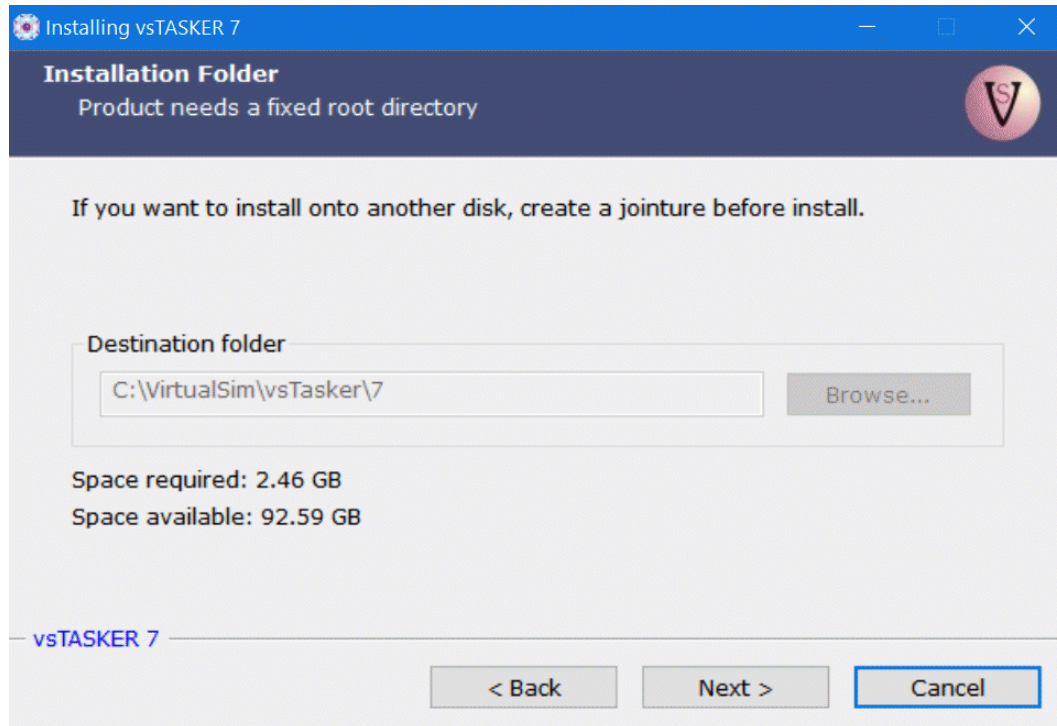 Installing vsTASKER 7
Installation Folder
Product needs a fixed root directory
VS
If you want to install onto another disk, create a jointure before install.
Destination folder
C:\VirtualSim\vsTasker\7
Browse...
Space required: 2.46 GB
Space available: 92.59 GB
vsTASKER 7
< Back
Next >
Cancel